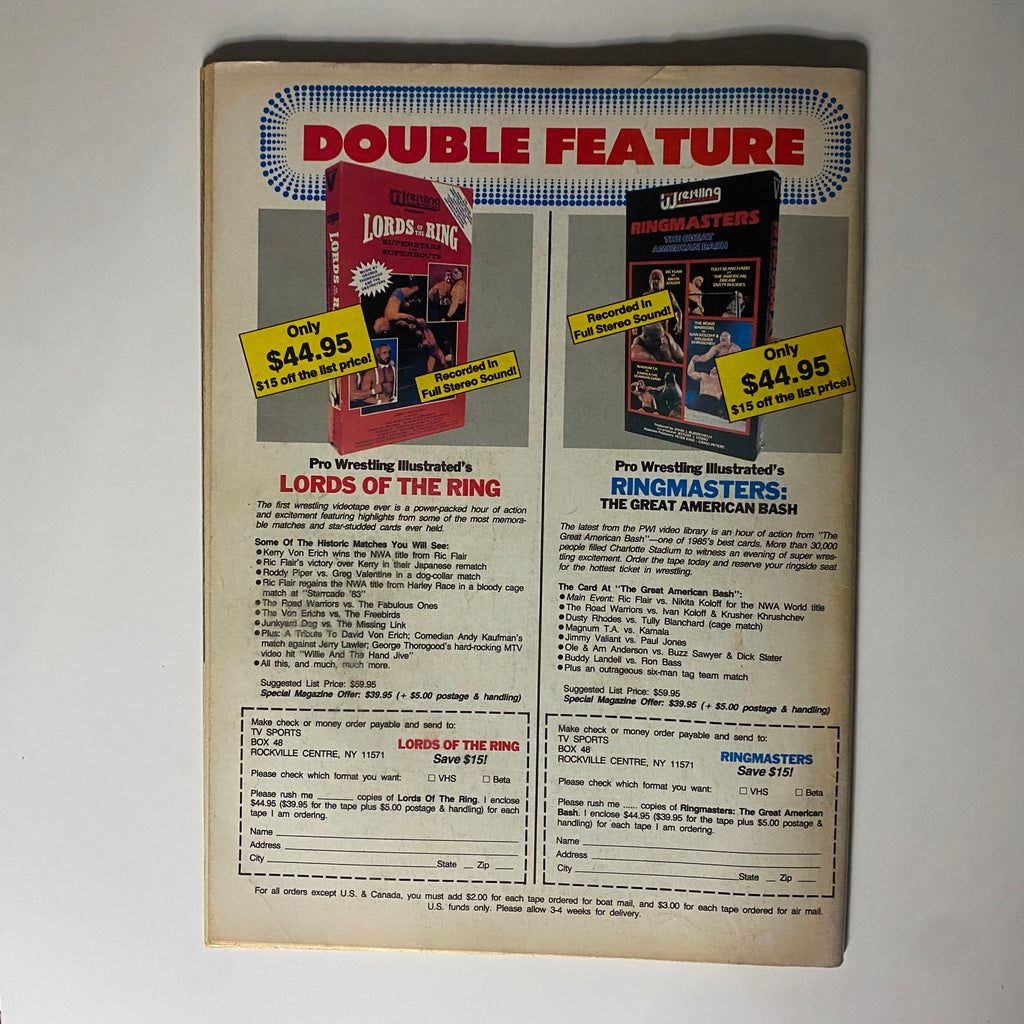 DOUBLE FEATURE
Wrestling
LORDS OF THE RING
SUPERSTARS
SUPERBOUTS
LORDS
Only
$44.95
$15 off the list price!
Recorded In
Full Stereo Sound!
Pro Wrestling Illustrated's
LORDS OF THE RING
The first wrestling videotape ever is a power-packed hour of action
and excitement featuring highlights from some of the most memora-
ble matches and star-studded cards ever held.
Some Of The Historic Matches You Will See:
●Kerry Von Erich wins the NWA title from Ric Flair
●Ric Flair's victory over Kerry in their Japanese rematch
●Roddy Piper vs. Greg Valentine in a dog-collar match
●Ric Flair regains the NWA title from Harley Race in a bloody cage
match at "Starrcade '83"
●The Road Warriors vs. The Fabulous Ones
●The Von Erichs vs. The Freebirds
●Junkyard Dog vs. The Missing Link
●Plus: A Tribute To David Von Erich; Comedian Andy Kaufman's
match against Jerry Lawler; George Thorogood's hard-rocking MTV
video hit "Willie And The Hand Jive"
●All this, and much, much more.
Suggested List Price: $59.95
Special Magazine Offer: $39.95 (+ $5.00 postage & handling)
Make check or money order payable and send to:
TV SPORTS
BOX 48
ROCKVILLE CENTRE, NY 11571
LORDS OF THE RING
Save $15!
Please check which format you want: □ VHS □ Beta
Please rush me ______ copies of Lords Of The Ring. I enclose
$44.95 ($39.95 for the tape plus $5.00 postage & handling) for each
tape I am ordering.
Name
Address
City State Zip
Wrestling
RINGMASTERS
THE GREAT
AMERICAN BASH
RIC FLAIR
NIKITA
KOLOFF
TULLY BLANCHARD
THE AMERICAN
DREAM
DUSTY RHODES
THE ROAD
WARRIORS
IVAN KOLOFF &
KRUSHER
KHRUSHCHEV
MAGNUM T.A.
Recorded In
Full Stereo Sound!
Only
$44.95
$15 off the list price!
Pro Wrestling Illustrated's
RINGMASTERS:
THE GREAT AMERICAN BASH
The latest from the PWI video library is an hour of action from "The
Great American Bash"—one of 1985's best cards. More than 30,000
people filled Charlotte Stadium to witness an evening of super wres-
tling excitement. Order the tape today and reserve your ringside seat
for the hottest ticket in wrestling.
The Card At "The Great American Bash":
●Main Event: Ric Flair vs. Nikita Koloff for the NWA World title
●The Road Warriors vs. Ivan Koloff & Krusher Khrushchev
●Dusty Rhodes vs. Tully Blanchard (cage match)
●Magnum T.A. vs. Kamala
●Jimmy Valiant vs. Paul Jones
●Ole & Arn Anderson vs. Buzz Sawyer & Dick Slater
●Buddy Landell vs. Ron Bass
●Plus an outrageous six-man tag team match
Suggested List Price: $59.95
Special Magazine Offer: $39.95 (+ $5.00 postage & handling)
Make check or money order payable and send to:
TV SPORTS
BOX 48
ROCKVILLE CENTRE, NY 11571
RINGMASTERS
Save $15!
Please check which format you want: □ VHS □ Beta
Please rush me ...... copies of Ringmasters: The Great American
Bash. I enclose $44.95 ($39.95 for the tape plus $5.00 postage &
handling) for each tape I am ordering.
Name
Address
City State Zip
For all orders except U.S. & Canada, you must add $2.00 for each tape ordered for boat mail, and $3.00 for each tape ordered for air mail.
U.S. funds only. Please allow 3-4 weeks for delivery.